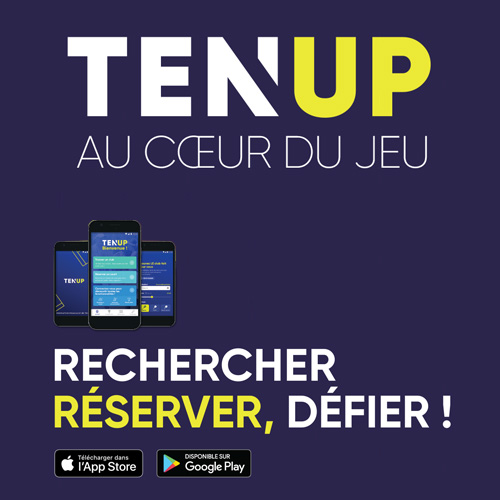 TENUP
AU CŒUR DU JEU
TENUP
TENUP
Bienvenue !
RECHERCHER
RÉSERVER, DÉFIER !
Télécharger dans
l'App Store
DISPONIBLE SUR
Google Play